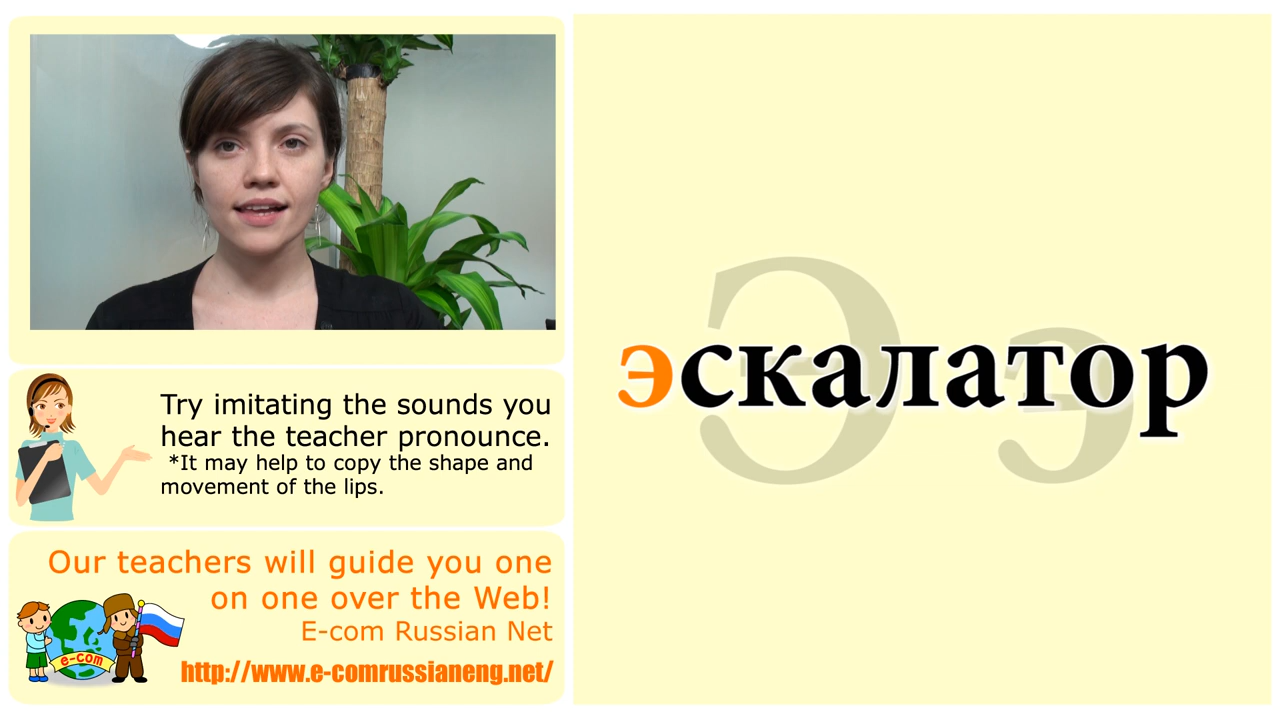 Try imitating the sounds you
hear the teacher pronounce.
*It may help to copy the shape and
movement of the lips.
Our teachers will guide you one
on one over the Web!
E-com Russian Net
e-com
http://www.e-comrussianeng.net/
Э э
эскалатор